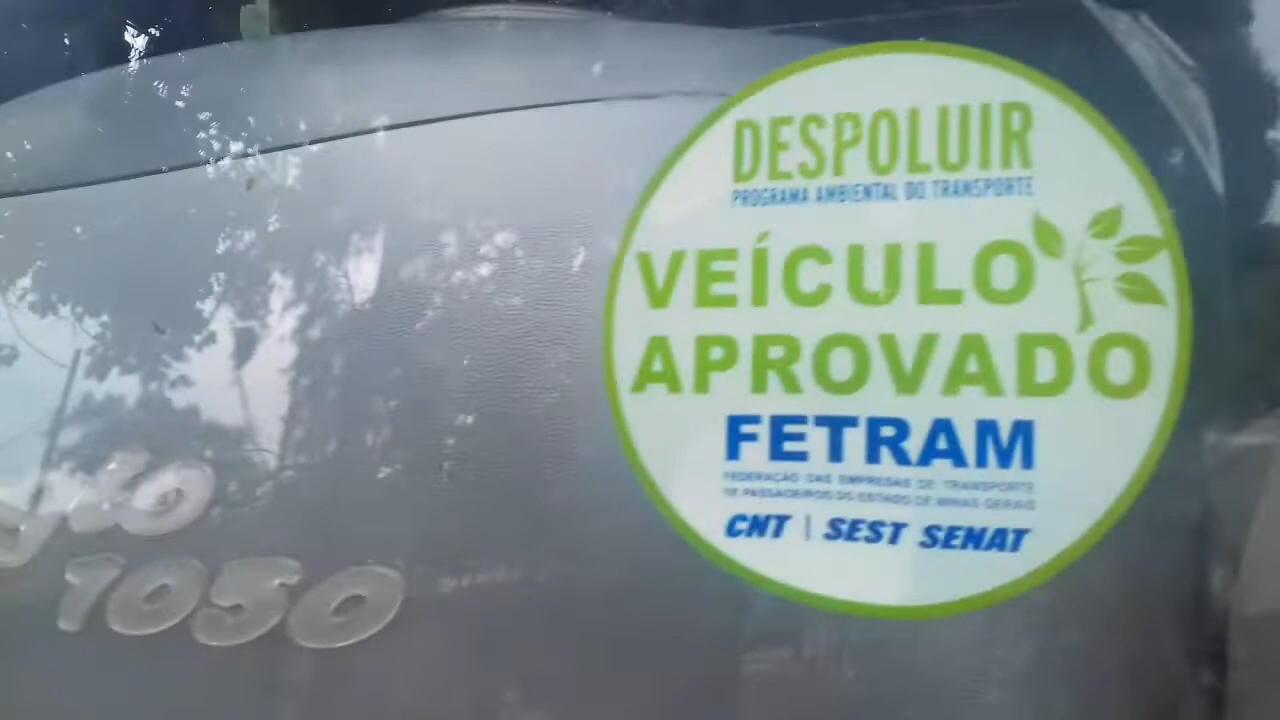 DESPOLUIR
PROGRAMA AMBIENTAL DO TRANSPORTE
VEÍCULO
APROVADO
FETRAM
FEDERAÇÃO DAS EMPRESAS DE TRANSPORTE
DE PASSAGEIROS DO ESTADO DE MINAS GERAIS
CNT | SEST SENAT
1050